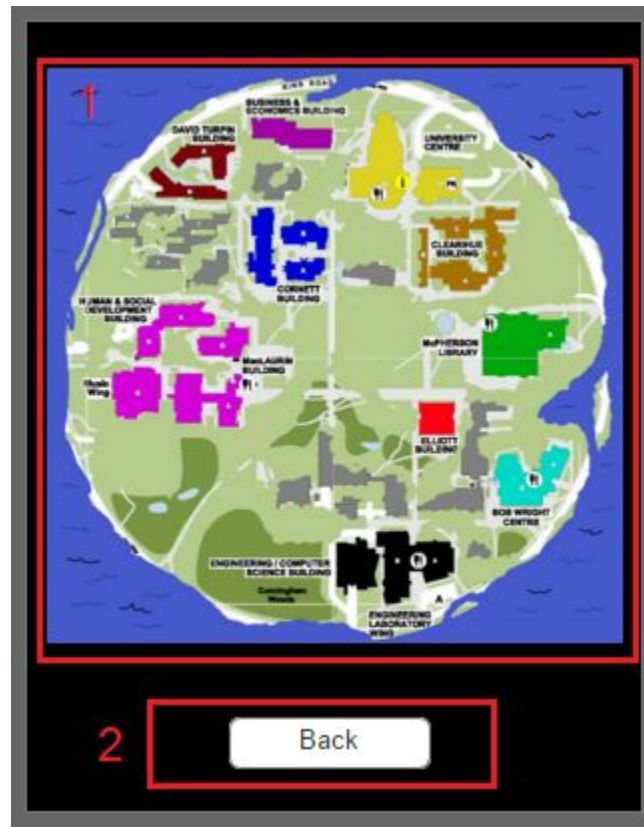 1
RING ROAD
BUSINESS &
ECONOMICS BUILDING
DAVID TURPIN
BUILDING
UNIVERSITY
CENTRE
CLEARIHUE
BUILDING
CORNETT
BUILDING
HUMAN & SOCIAL
DEVELOPMENT
BUILDING
MacLAURIN
BUILDING
McPHERSON
LIBRARY
Music
Wing
ELLIOTT
BUILDING
BOB WRIGHT
CENTRE
ENGINEERING / COMPUTER
SCIENCE BUILDING
Cunningham
Woods
A
ENGINEERING
LABORATORY
WING
2
Back